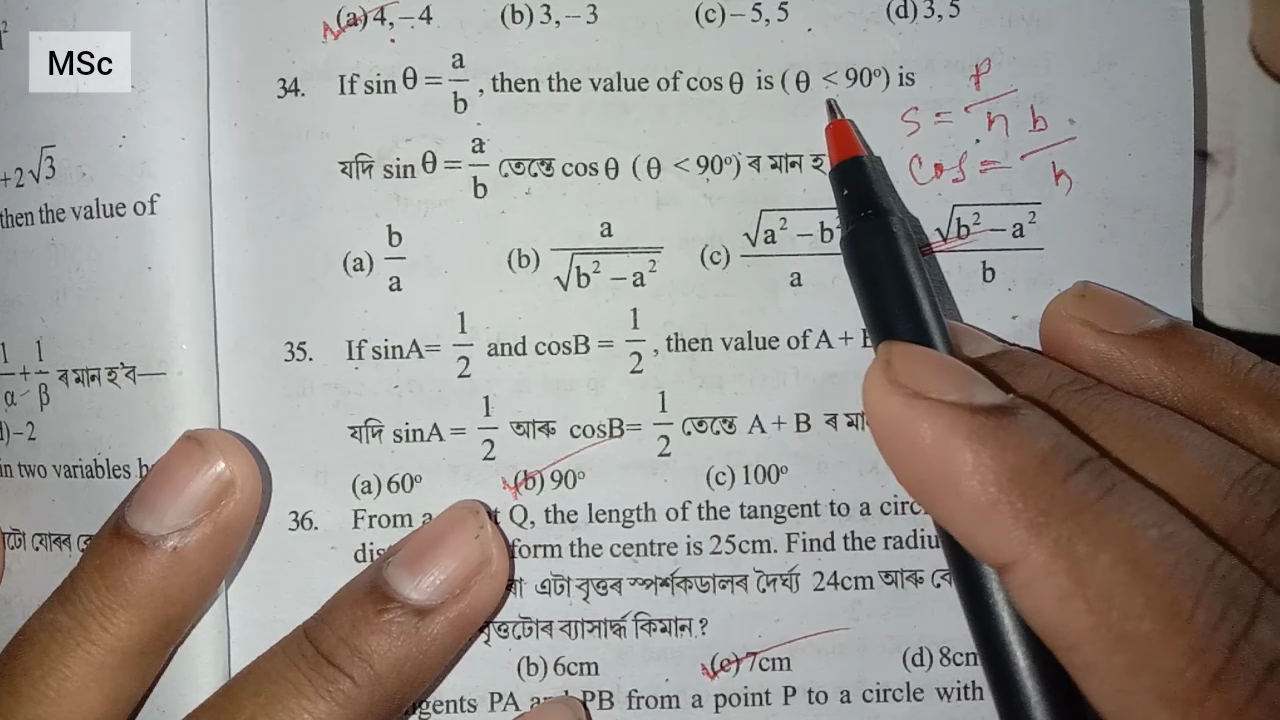 MSc
(a) 4, –4 (b) 3, – 3 (c) – 5, 5 (d) 3, 5
34. If sin θ = a/b , then the value of cos θ is ( θ < 90°) is
S = P/h
যদি sin θ = a/b তেন্তে cos θ ( θ < 90°) ৰ মান হ
Cos = b/h
(a) b/a (b) a/√(b² – a²) (c) √(a² – b²)/a √(b² – a²)/b
35. If sinA= 1/2 and cosB = 1/2 , then value of A +
যদি sinA = 1/2 আৰু cosB= 1/2 তেন্তে A + B ৰ
(a) 60° (b) 90° (c) 100°
36. From Q, the length of the tangent to a
form the centre is 25cm. Find the
এটা বৃত্তৰ স্পৰ্শকডালৰ দৈৰ্ঘ্য 24cm আৰু
বৃত্তটোৰ ব্যাসাৰ্দ্ধ কিমান ?
(b) 6cm (c) 7cm (d) 8cm
PA PB from a point P to a circle with
+2√3
then the value of
1/α + 1/β ৰ মান হ'ব—
–2
in two variables